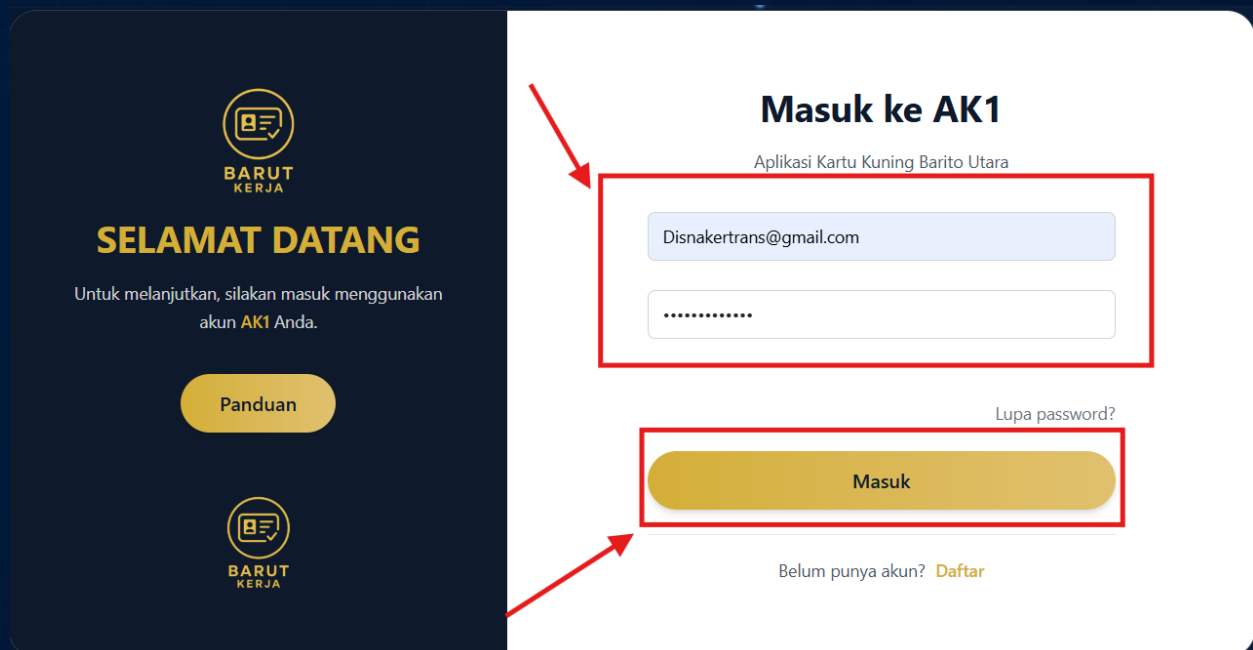 BARUT
KERJA
SELAMAT DATANG
Untuk melanjutkan, silakan masuk menggunakan
akun AK1 Anda.
Panduan
BARUT
KERJA
Masuk ke AK1
Aplikasi Kartu Kuning Barito Utara
Disnakertrans@gmail.com
•••••••••••••
Lupa password?
Masuk
Belum punya akun? Daftar